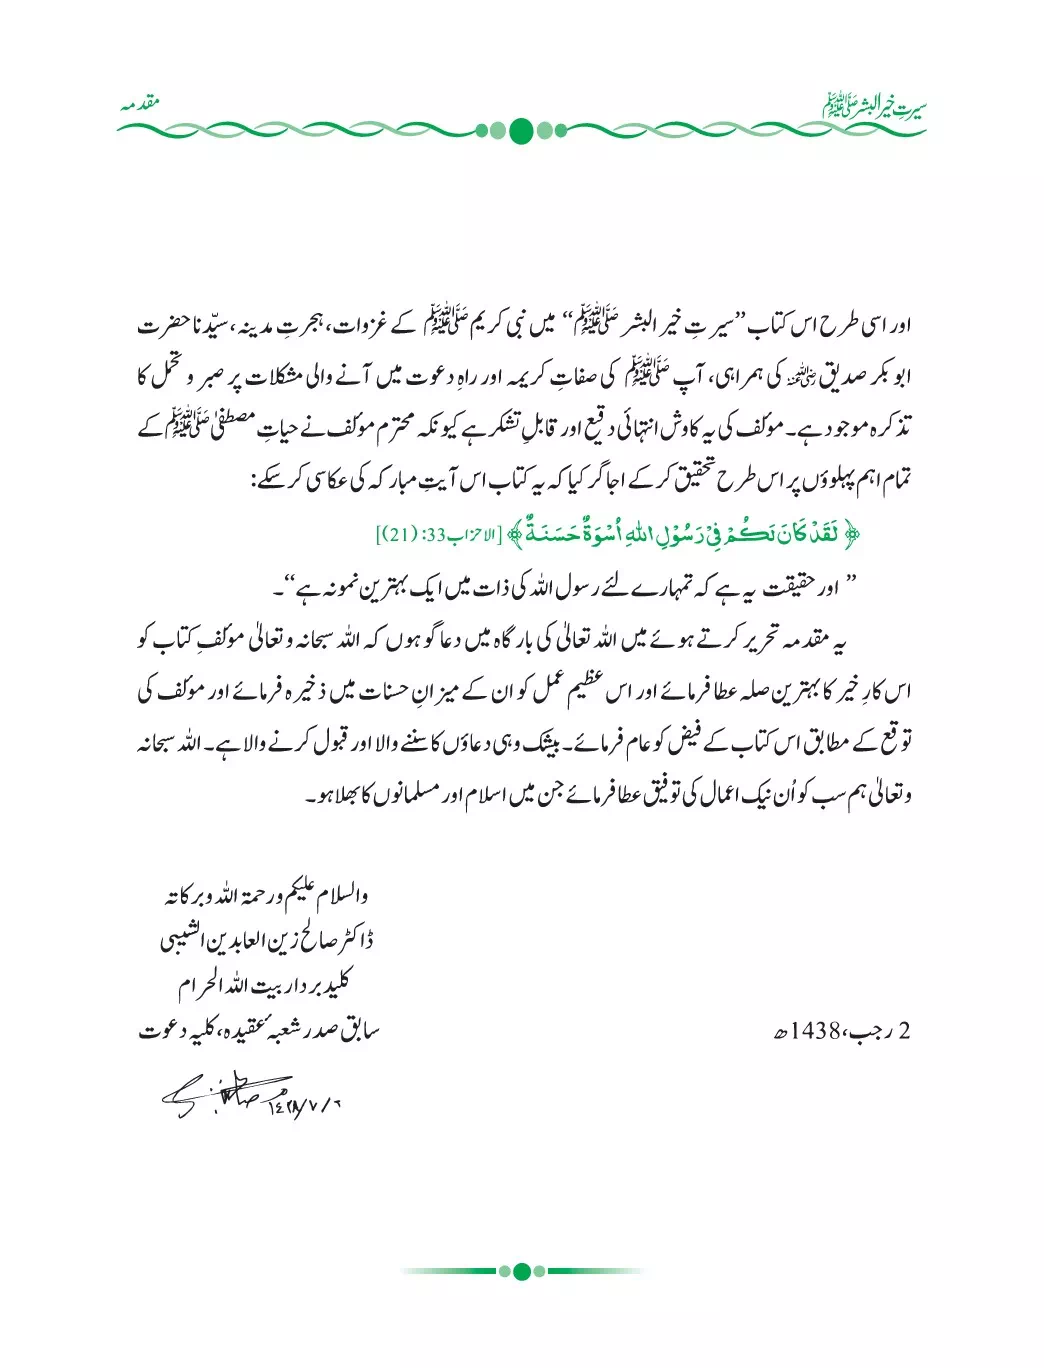 سیرتِ خیر البشر ﷺ
مقدمہ
اور اسی طرح اس کتاب ”سیرتِ خیر البشر ﷺ“ میں نبی کریم ﷺ کے غزوات، ہجرتِ مدینہ، سیّدنا حضرت
ابو بکر صدیق رضی اللہ عنہ کی ہمراہی، آپ ﷺ کی صفاتِ کریمہ اور راہِ دعوت میں آنے والی مشکلات پر صبر و تحمل کا
تذکرہ موجود ہے۔ مولف کی یہ کاوش انتہائی دقیع اور قابلِ تشکر ہے کیونکہ محترم مولف نے حیاتِ مصطفیٰ ﷺ کے
تمام اہم پہلوؤں پر اس طرح تحقیق کر کے اجاگر کیا کہ یہ کتاب اس آیتِ مبارکہ کی عکاسی کر سکے:
﴿ لَقَدْ كَانَ لَكُمْ فِيْ رَسُوْلِ اللهِ اُسْوَةٌ حَسَنَةٌ ﴾ [الاحزاب 33: (21)]
” اور حقیقت یہ ہے کہ تمہارے لئے رسول اللہ کی ذات میں ایک بہترین نمونہ ہے“۔
یہ مقدمہ تحریر کرتے ہوئے میں اللہ تعالیٰ کی بارگاہ میں دعاگو ہوں کہ اللہ سبحانہ وتعالیٰ مولفِ کتاب کو
اس کارِ خیر کا بہترین صلہ عطا فرمائے اور اس عظیم عمل کو ان کے میزانِ حسنات میں ذخیرہ فرمائے اور مولف کی
توقع کے مطابق اس کتاب کے فیض کو عام فرمائے۔ بیشک وہی دعاؤں کا سننے والا اور قبول کرنے والا ہے۔ اللہ سبحانہ
وتعالیٰ ہم سب کو اُن نیک اعمال کی توفیق عطا فرمائے جن میں اسلام اور مسلمانوں کا بھلا ہو۔
والسلام علیکم ورحمۃ اللہ وبرکاتہ
ڈاکٹر صالح زین العابدین الشیبی
کلید بردار بیت اللہ الحرام
سابق صدر شعبۂ عقیدہ، کلیہ دعوت
2 رجب، 1438ھ
١٤٣٨/٧/٢